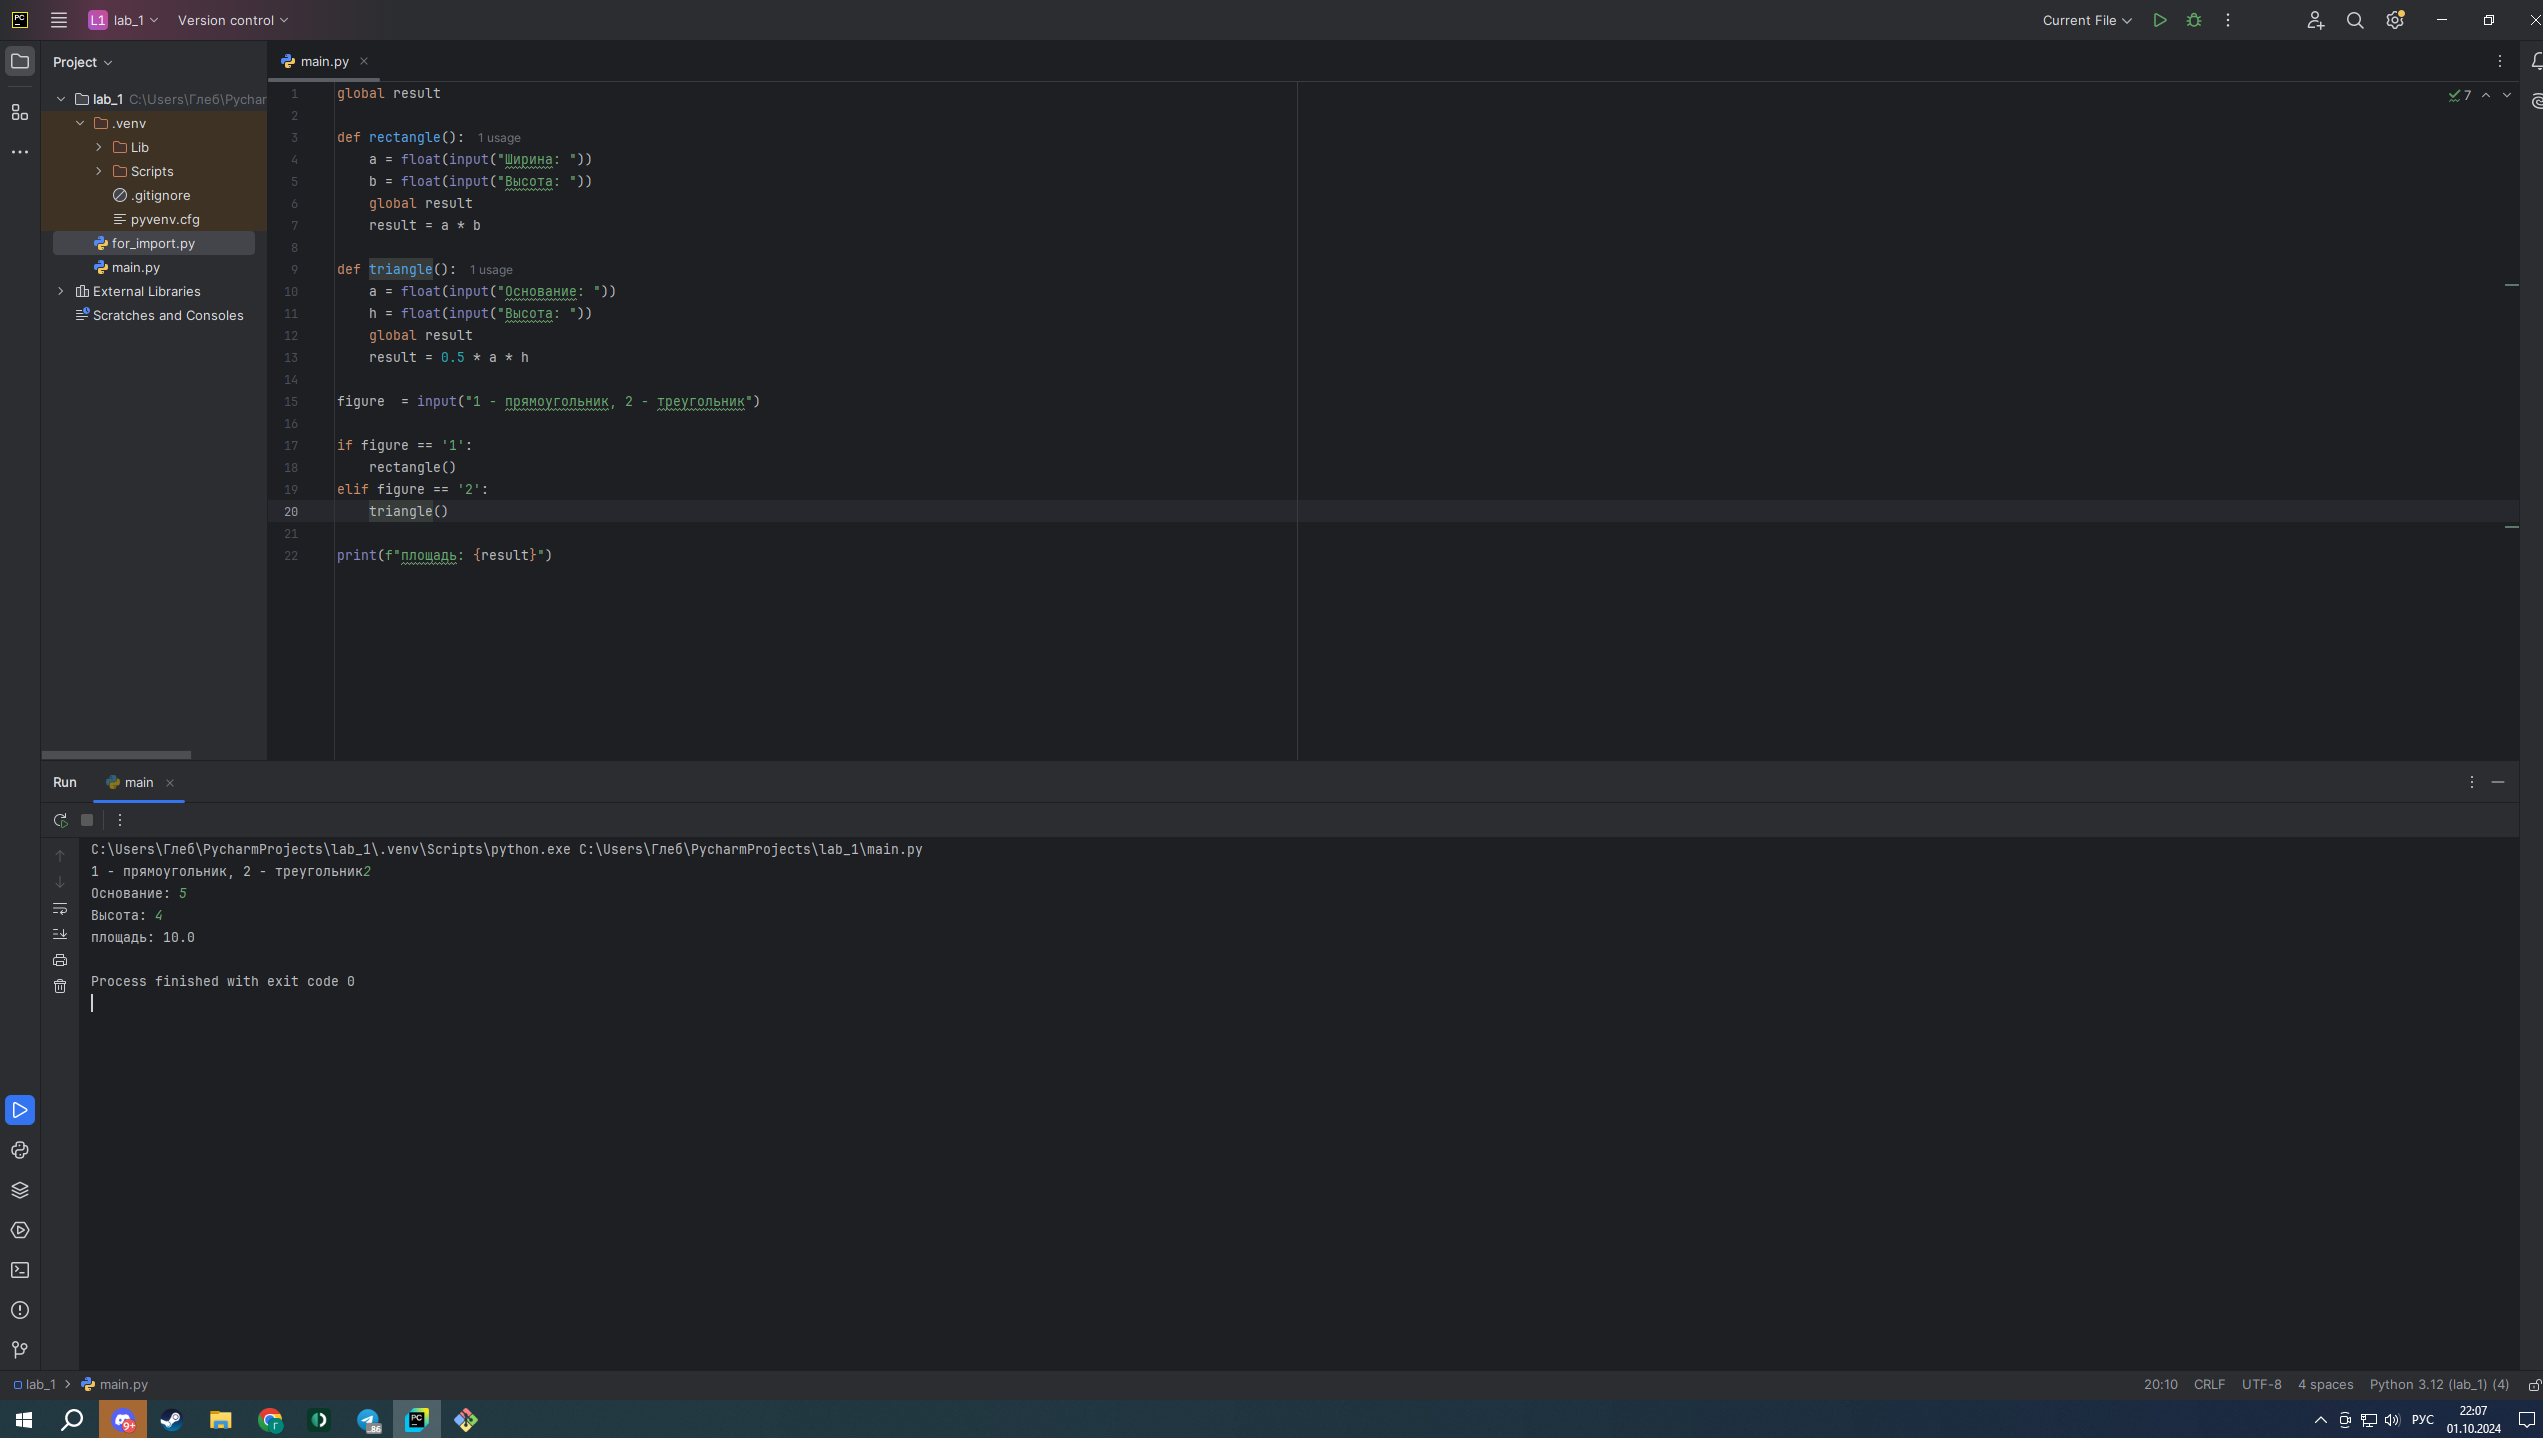 PC L1 lab_1 Version control Current File
Project
main.py
lab_1 C:\Users\Глеб\Pychar
.venv
Lib
Scripts
.gitignore
pyvenv.cfg
for_import.py
main.py
External Libraries
Scratches and Consoles
7
1 global result
2
3 def rectangle(): 1 usage
4 a = float(input("Ширина: "))
5 b = float(input("Высота: "))
6 global result
7 result = a * b
8
9 def triangle(): 1 usage
10 a = float(input("Основание: "))
11 h = float(input("Высота: "))
12 global result
13 result = 0.5 * a * h
14
15 figure  = input("1 - прямоугольник, 2 - треугольник")
16
17 if figure == '1':
18 rectangle()
19 elif figure == '2':
20 triangle()
21
22 print(f"площадь: {result}")
Run main
C:\Users\Глеб\PycharmProjects\lab_1\.venv\Scripts\python.exe C:\Users\Глеб\PycharmProjects\lab_1\main.py
1 - прямоугольник, 2 - треугольник2
Основание: 5
Высота: 4
площадь: 10.0
Process finished with exit code 0
lab_1 main.py 20:10 CRLF UTF-8 4 spaces Python 3.12 (lab_1) (4)
9+ Г 86 PC РУС 22:07
01.10.2024